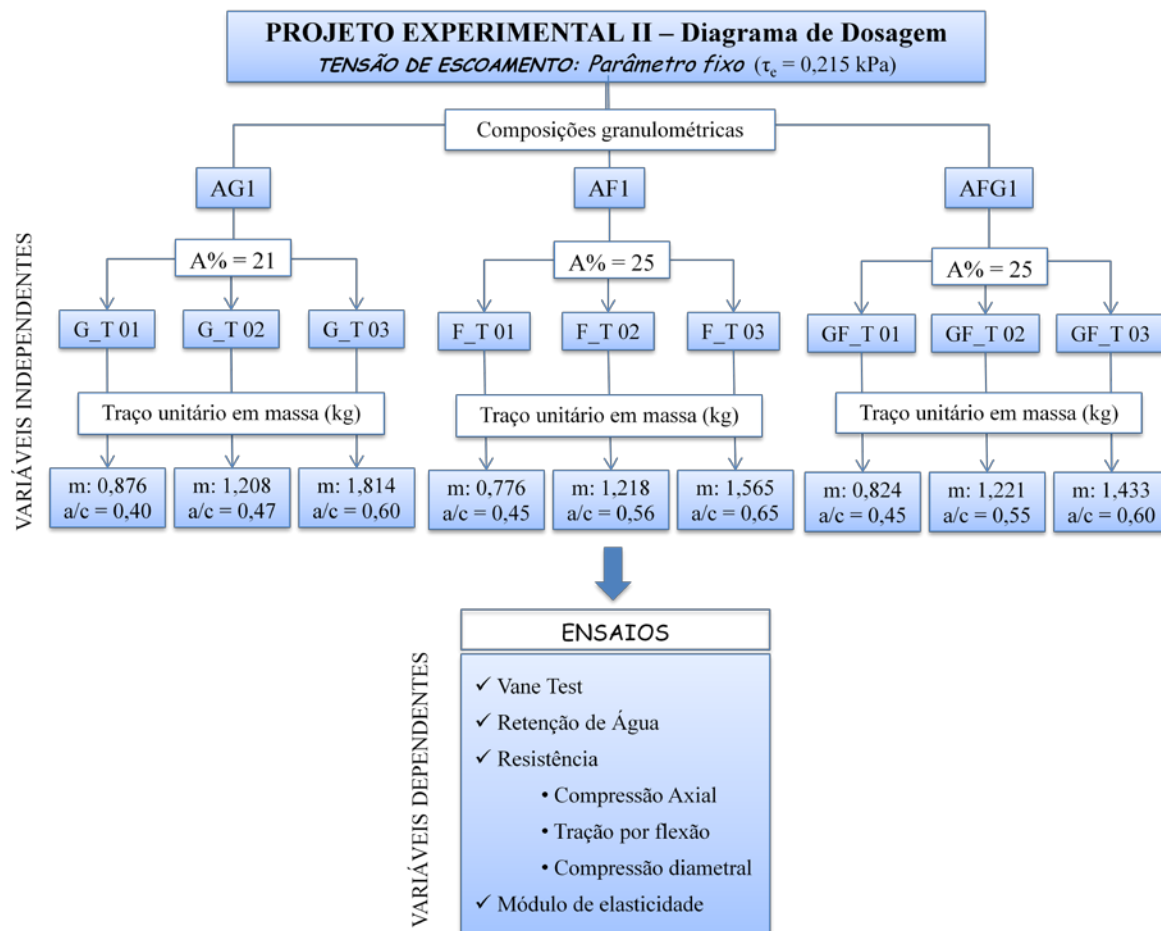 PROJETO EXPERIMENTAL II – Diagrama de Dosagem
TENSÃO DE ESCOAMENTO: Parâmetro fixo (τe = 0,215 kPa)
Composições granulométricas
AG1
AF1
AFG1
VARIÁVEIS INDEPENDENTES
A% = 21
A% = 25
A% = 25
G_T 01
G_T 02
G_T 03
F_T 01
F_T 02
F_T 03
GF_T 01
GF_T 02
GF_T 03
Traço unitário em massa (kg)
Traço unitário em massa (kg)
Traço unitário em massa (kg)
m: 0,876
a/c = 0,40
m: 1,208
a/c = 0,47
m: 1,814
a/c = 0,60
m: 0,776
a/c = 0,45
m: 1,218
a/c = 0,56
m: 1,565
a/c = 0,65
m: 0,824
a/c = 0,45
m: 1,221
a/c = 0,55
m: 1,433
a/c = 0,60
VARIÁVEIS DEPENDENTES
ENSAIOS
✓ Vane Test
✓ Retenção de Água
✓ Resistência
• Compressão Axial
• Tração por flexão
• Compressão diametral
✓ Módulo de elasticidade